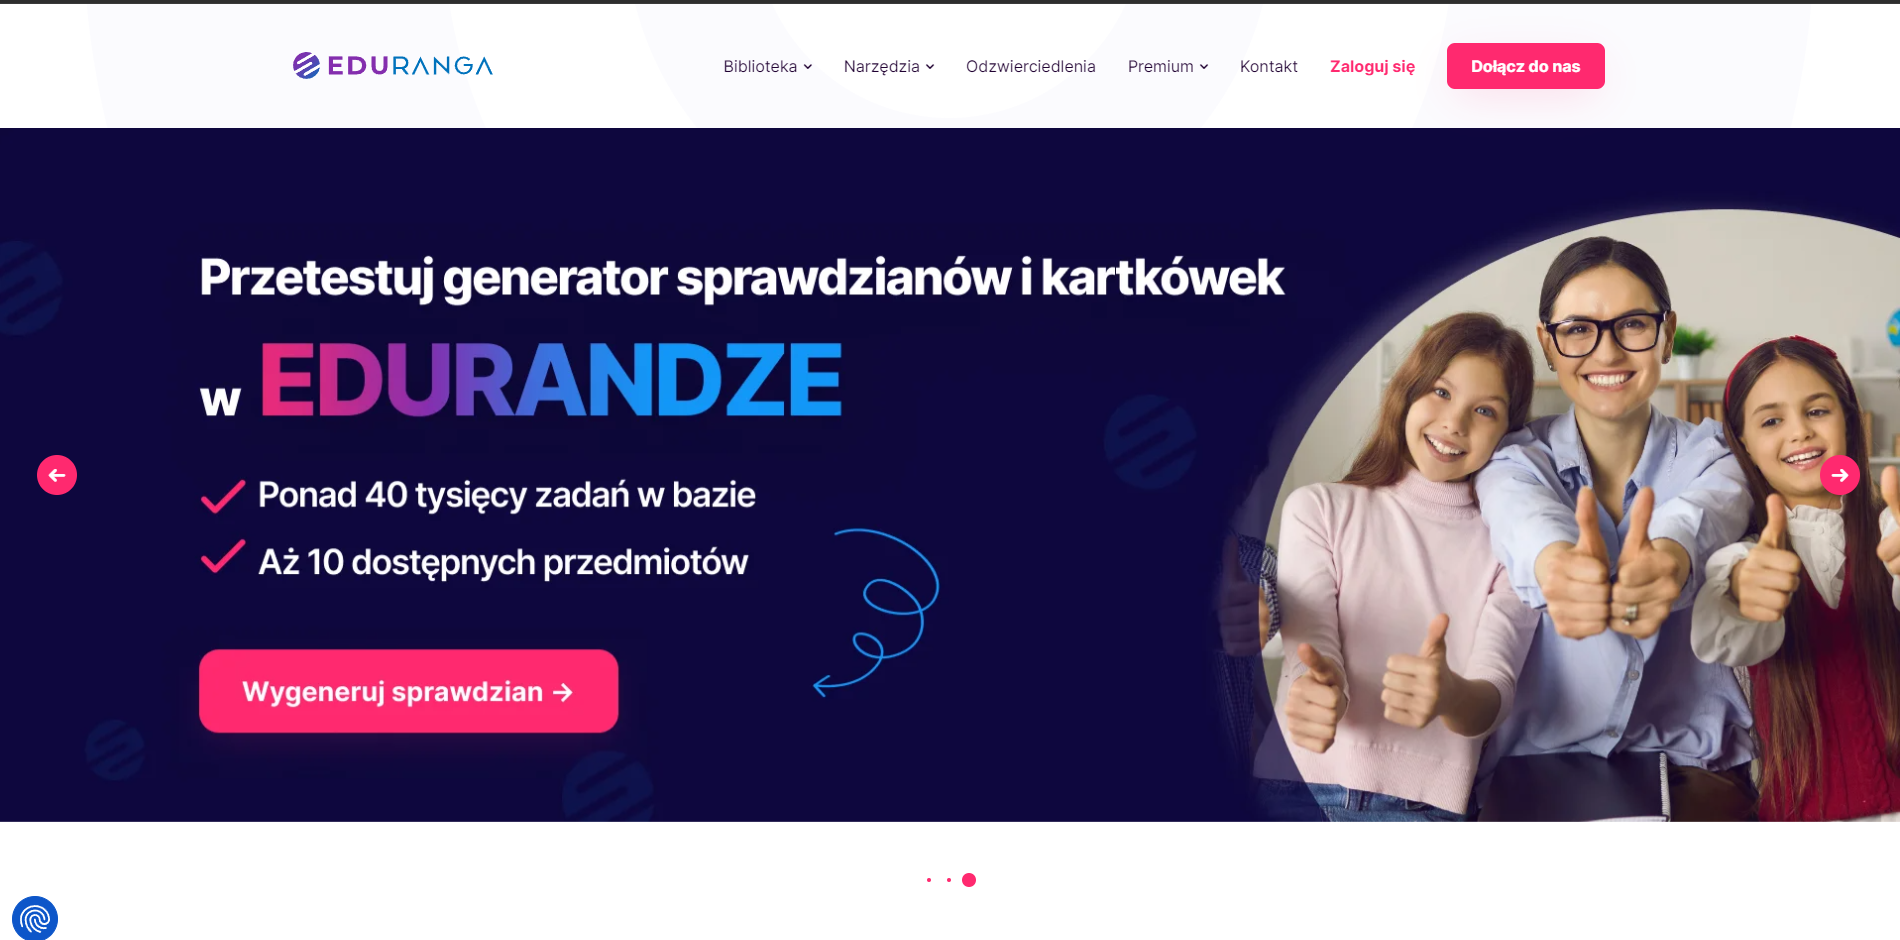 EDURANGA
Biblioteka
Narzędzia
Odzwierciedlenia
Premium
Kontakt
Zaloguj się
Dołącz do nas
Przetestuj generator sprawdzianów i kartkówek
w EDURANDZE
Ponad 40 tysięcy zadań w bazie
Aż 10 dostępnych przedmiotów
Wygeneruj sprawdzian →